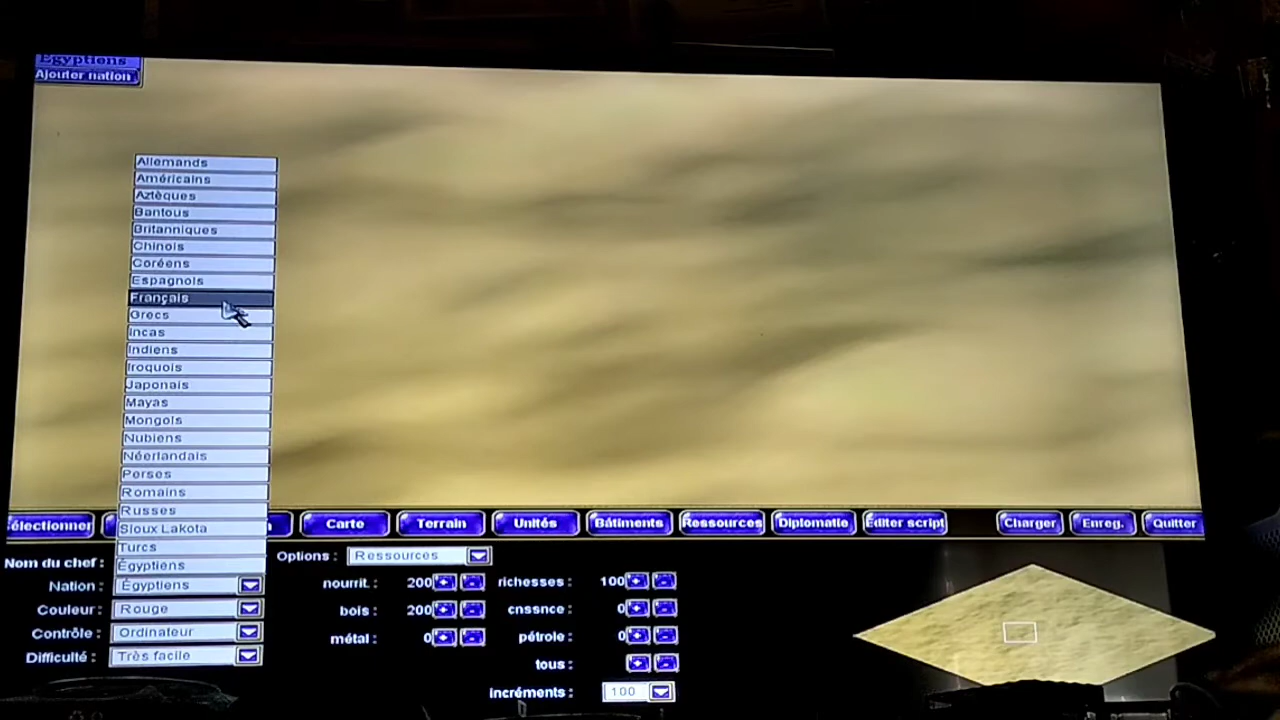 Égyptiens
Ajouter nation
Allemands
Américains
Aztèques
Bantous
Britanniques
Chinois
Coréens
Espagnols
Français
Grecs
Incas
Indiens
Iroquois
Japonais
Mayas
Mongols
Nubiens
Néerlandais
Perses
Romains
Russes
Sioux Lakota
Turcs
Égyptiens
électionner Carte Terrain Unités Bâtiments Ressources Diplomatie Éditer script Charger Enreg. Quitter
Nom du chef :
Options : Ressources
Nation : Égyptiens
nourrit. : 200 richesses : 100
Couleur : Rouge
bois : 200 cnssnce : 0
Contrôle : Ordinateur
métal : 0 pétrole : 0
Difficulté : Très facile
tous :
incréments : 100